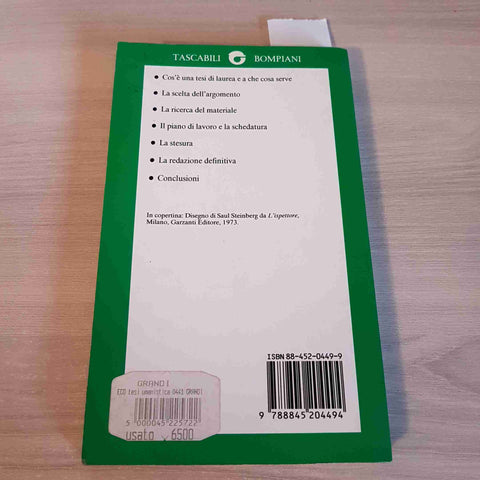 TASCABILI BOMPIANI
• Cos'è una tesi di laurea e a che cosa serve
• La scelta dell'argomento
• La ricerca del materiale
• Il piano di lavoro e la schedatura
• La stesura
• La redazione definitiva
• Conclusioni
In copertina: Disegno di Saul Steinberg da L'ispettore,
Milano, Garzanti Editore, 1973.
ISBN 88-452-0449-9
9 788845 204494
GRANDI
ECO tesi umanistica 0441 GRANDI
5 000045 225722
usato 6500